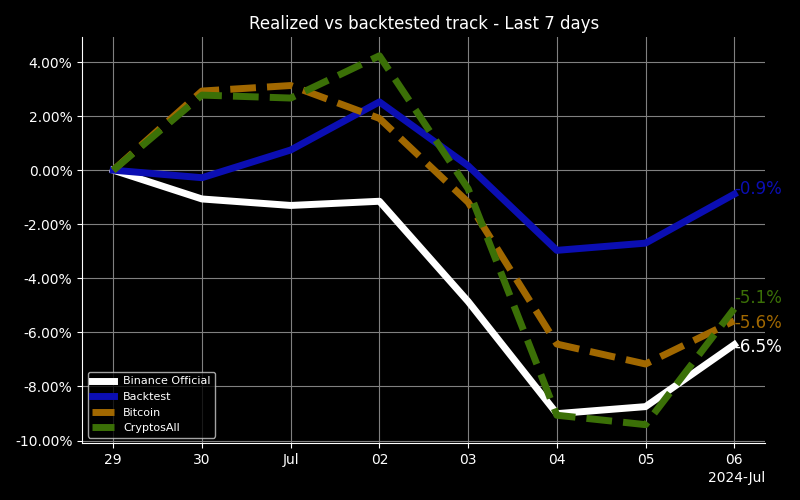 Realized vs backtested track - Last 7 days
4.00%
2.00%
0.00%
-2.00%
-4.00%
-6.00%
-8.00%
-10.00%
-0.9%
-5.1%
-5.6%
-6.5%
Binance Official
Backtest
Bitcoin
CryptosAll
29 30 Jul 02 03 04 05 06
2024-Jul